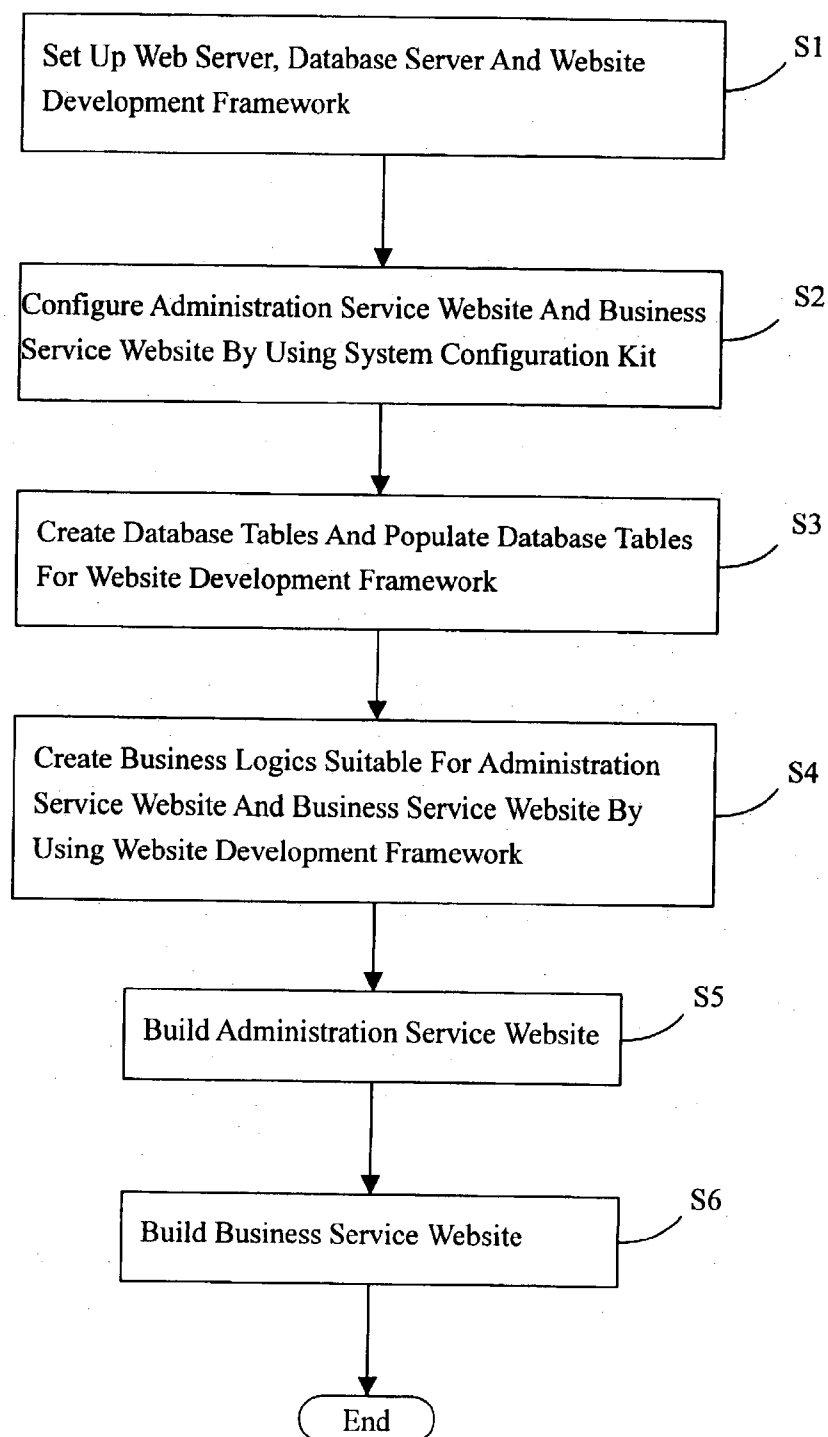 Set Up Web Server, Database Server And Website
Development Framework
S1
Configure Administration Service Website And Business
Service Website By Using System Configuration Kit
S2
Create Database Tables And Populate Database Tables
For Website Development Framework
S3
Create Business Logics Suitable For Administration
Service Website And Business Service Website By
Using Website Development Framework
S4
Build Administration Service Website
S5
Build Business Service Website
S6
End